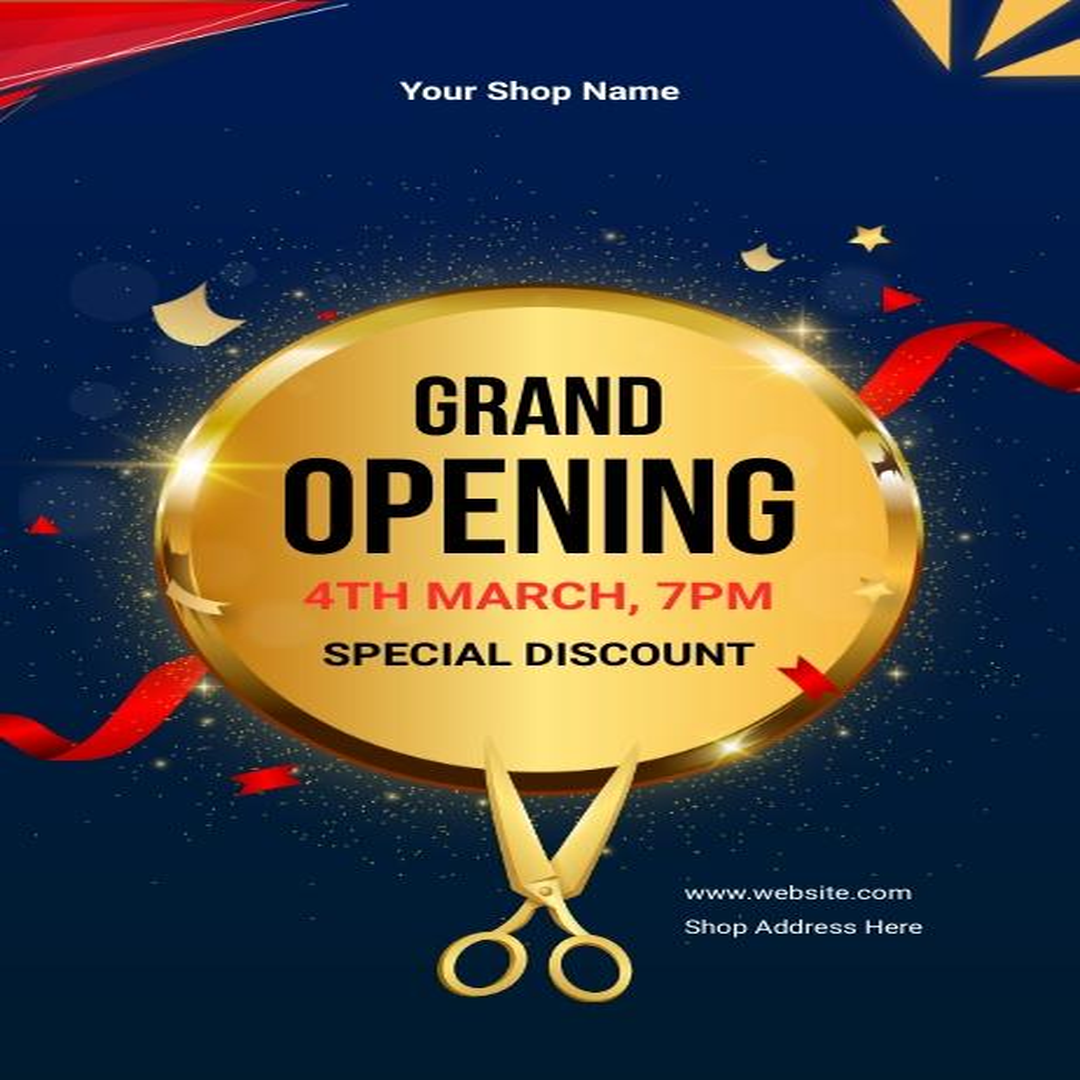 Your Shop Name
GRAND
OPENING
4TH MARCH, 7PM
SPECIAL DISCOUNT
www.website.com
Shop Address Here